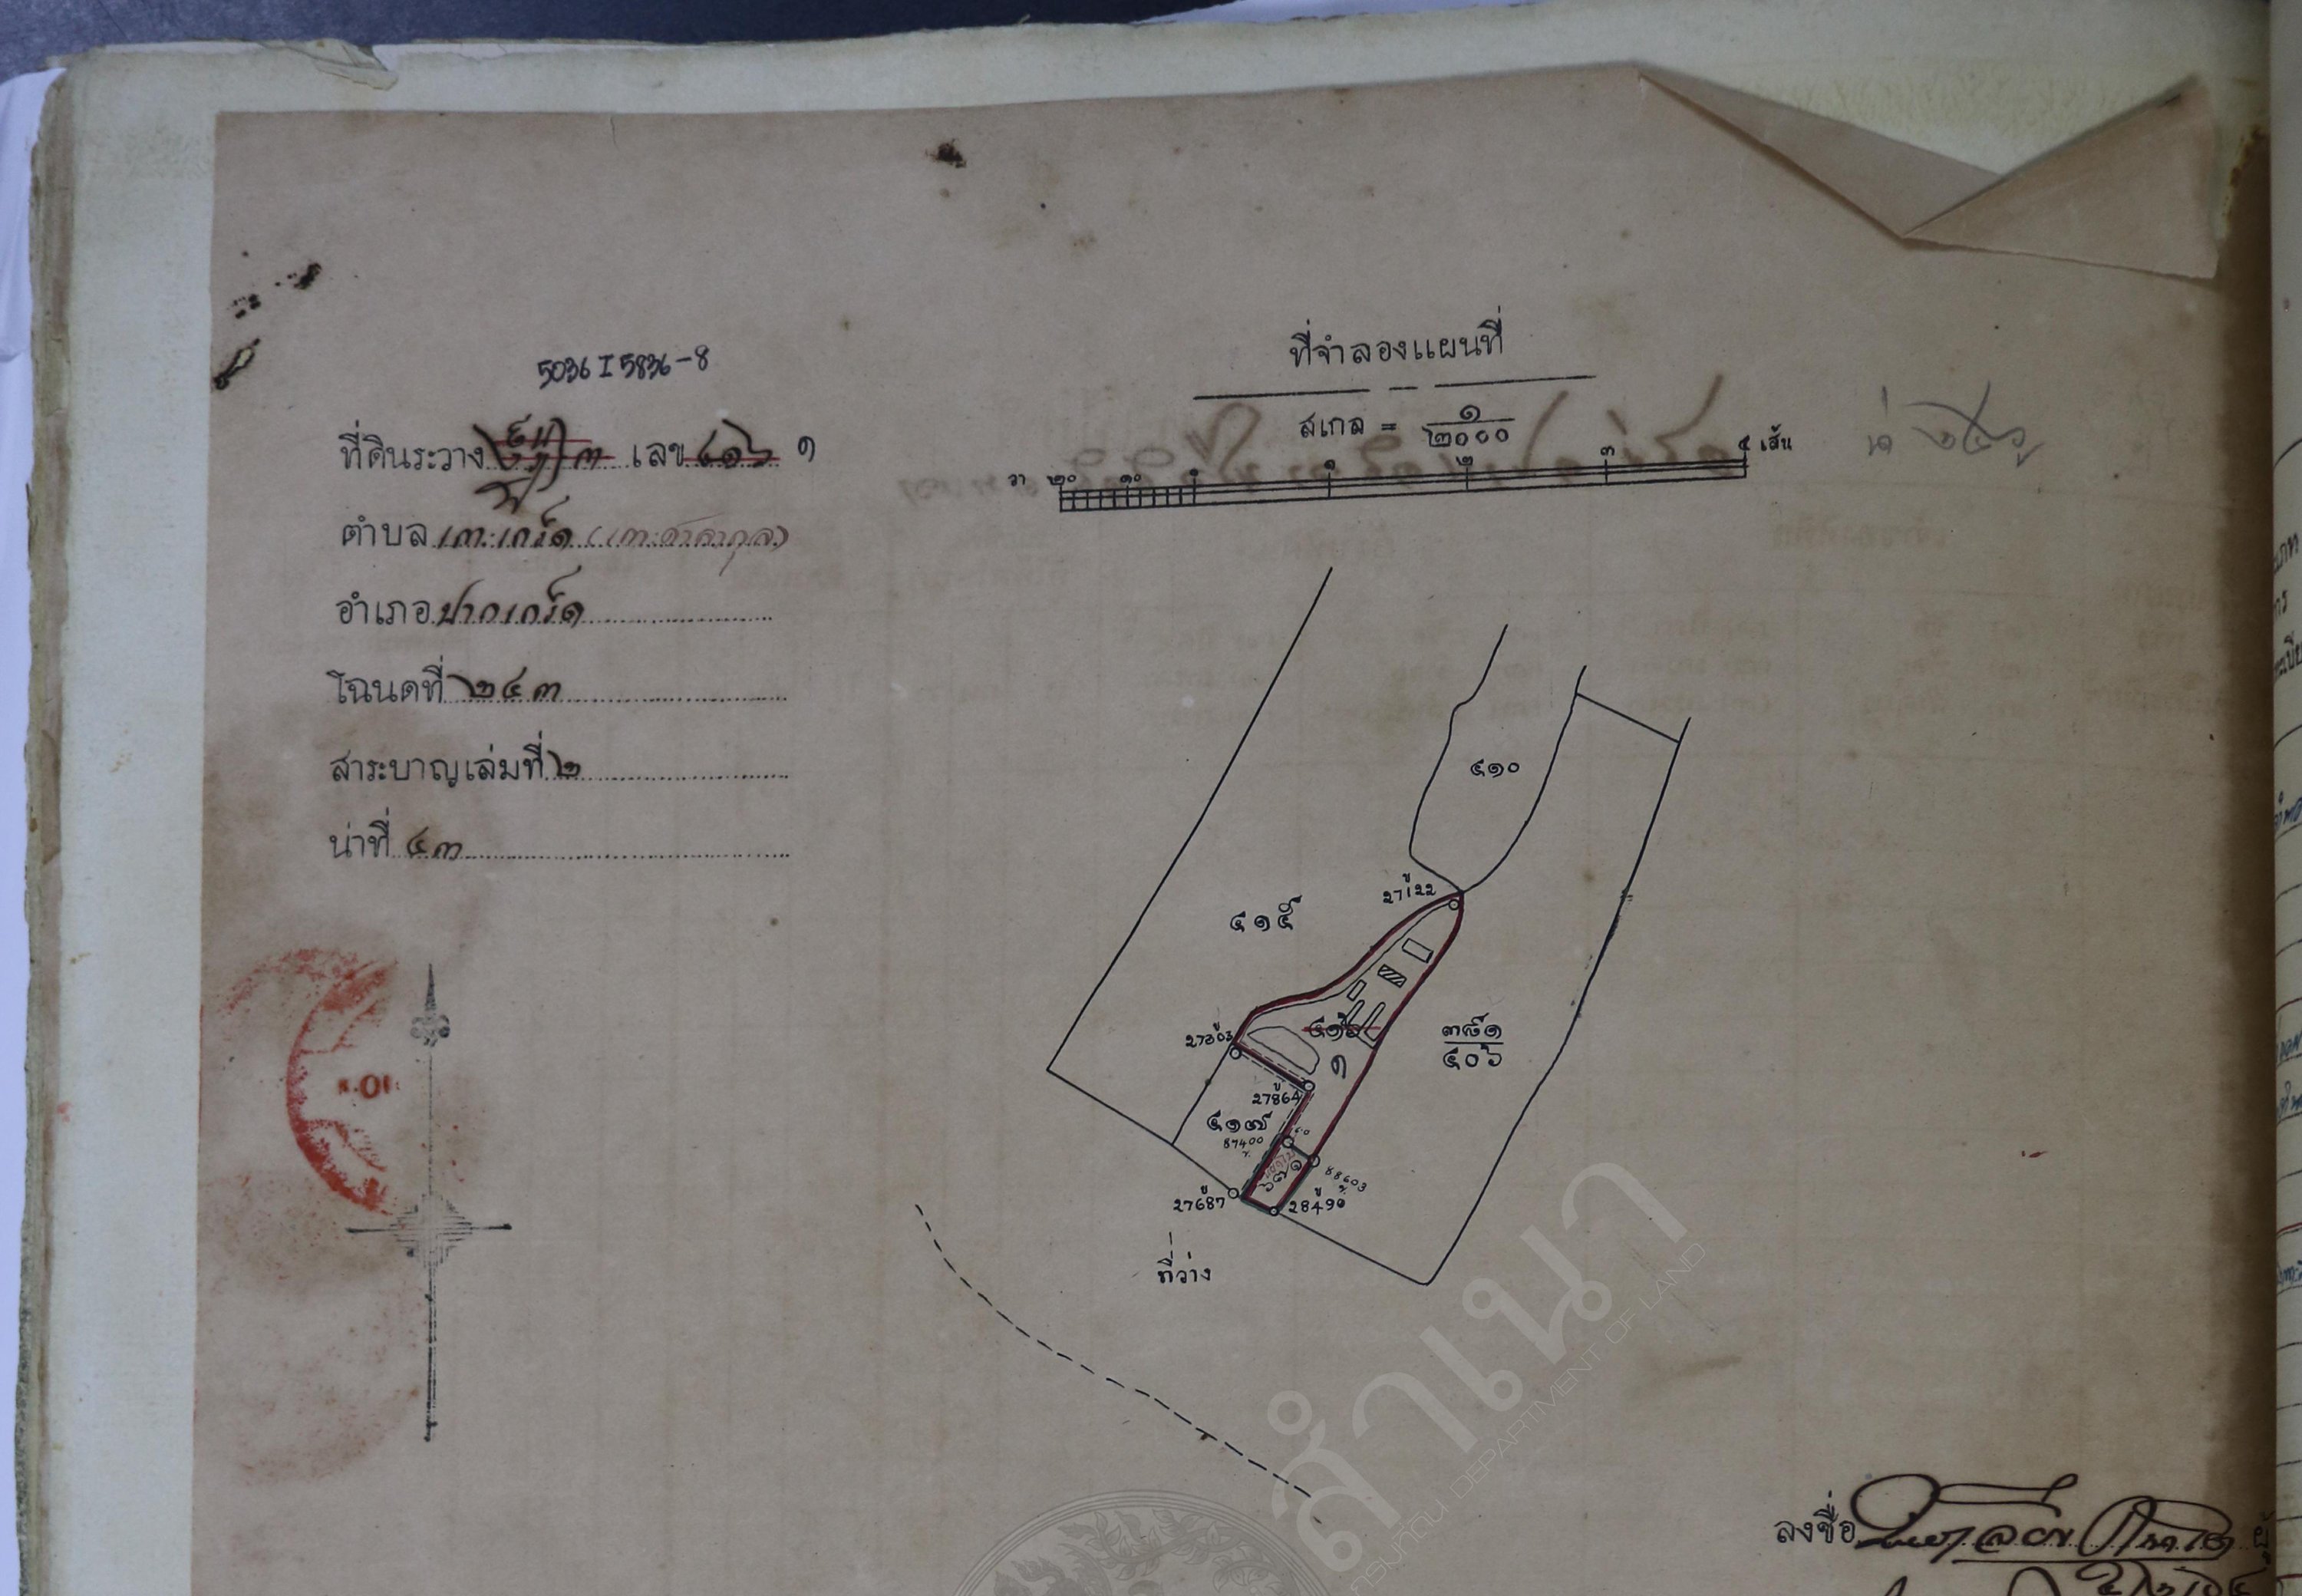 5036 I 5836-8
ที่ดินระวาง ๓ เลข ๔๑๖ ๑
ตำบล เกาะเกร็ด (เกาะศาลากุล)
อำเภอ ปากเกร็ด
โฉนดที่ ๒๔๓
สาระบาญเล่มที่ ๒
น่าที่ ๔๓
ที่จำลองแผนที่
สเกล = ๑/๒๐๐๐
วา ๒๐ ๑๐ ๐ ๑ ๒ ๓ ๔ เส้น
๔๑๐
27122
๔๑๕
๔๑๖
๓๘๑
๔๐๖
๑
27864
๔๑๗
87400
88603
27687
28490
ที่ว่าง
สำเนา
กรมที่ดิน DEPARTMENT OF LAND
ลงชื่อ